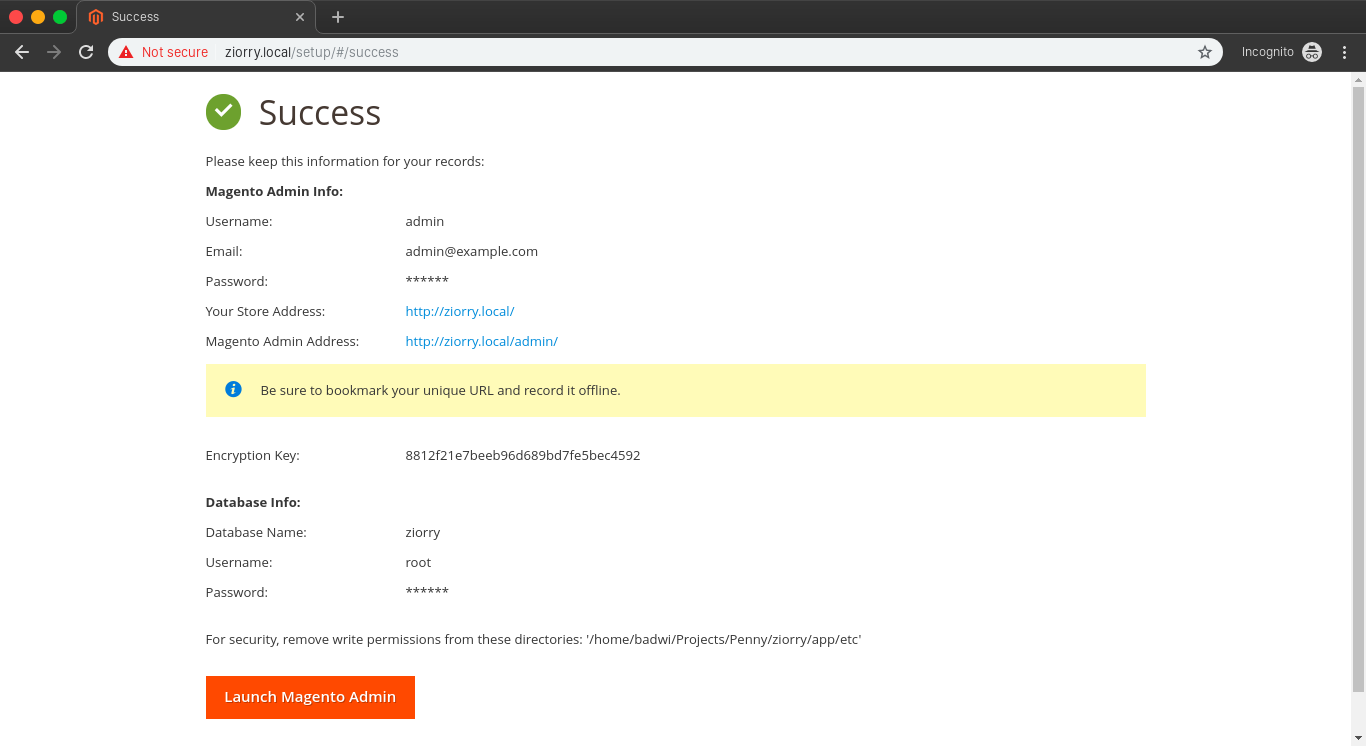 Success
Not secure ziorry.local/setup/#/success Incognito
Success
Please keep this information for your records:
Magento Admin Info:
Username: admin
Email: admin@example.com
Password: ******
Your Store Address: http://ziorry.local/
Magento Admin Address: http://ziorry.local/admin/
Be sure to bookmark your unique URL and record it offline.
Encryption Key: 8812f21e7beeb96d689bd7fe5bec4592
Database Info:
Database Name: ziorry
Username: root
Password: ******
For security, remove write permissions from these directories: '/home/badwi/Projects/Penny/ziorry/app/etc'
Launch Magento Admin